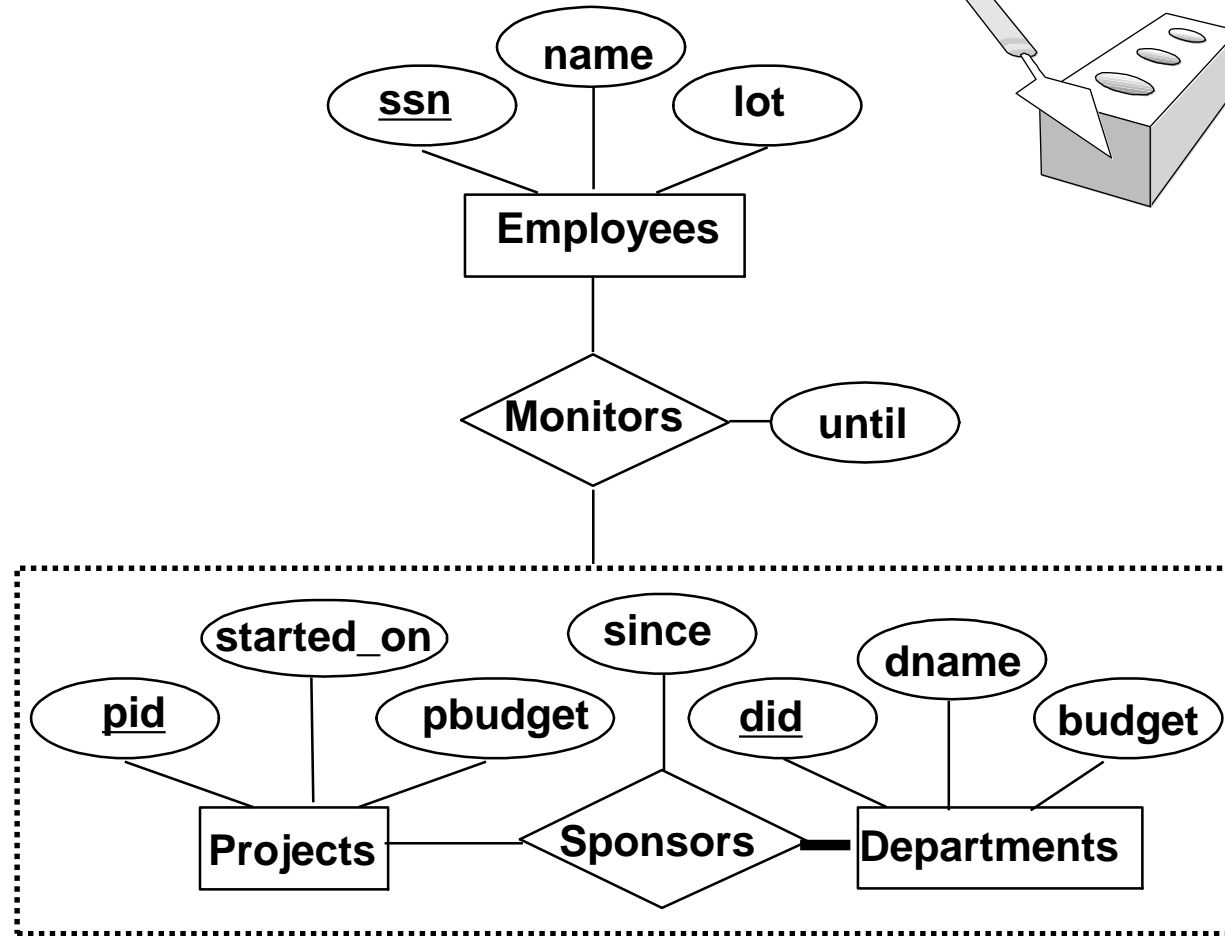 name
ssn
lot
Employees
Monitors
until
started_on
since
dname
pid
pbudget
did
budget
Projects
Sponsors
Departments